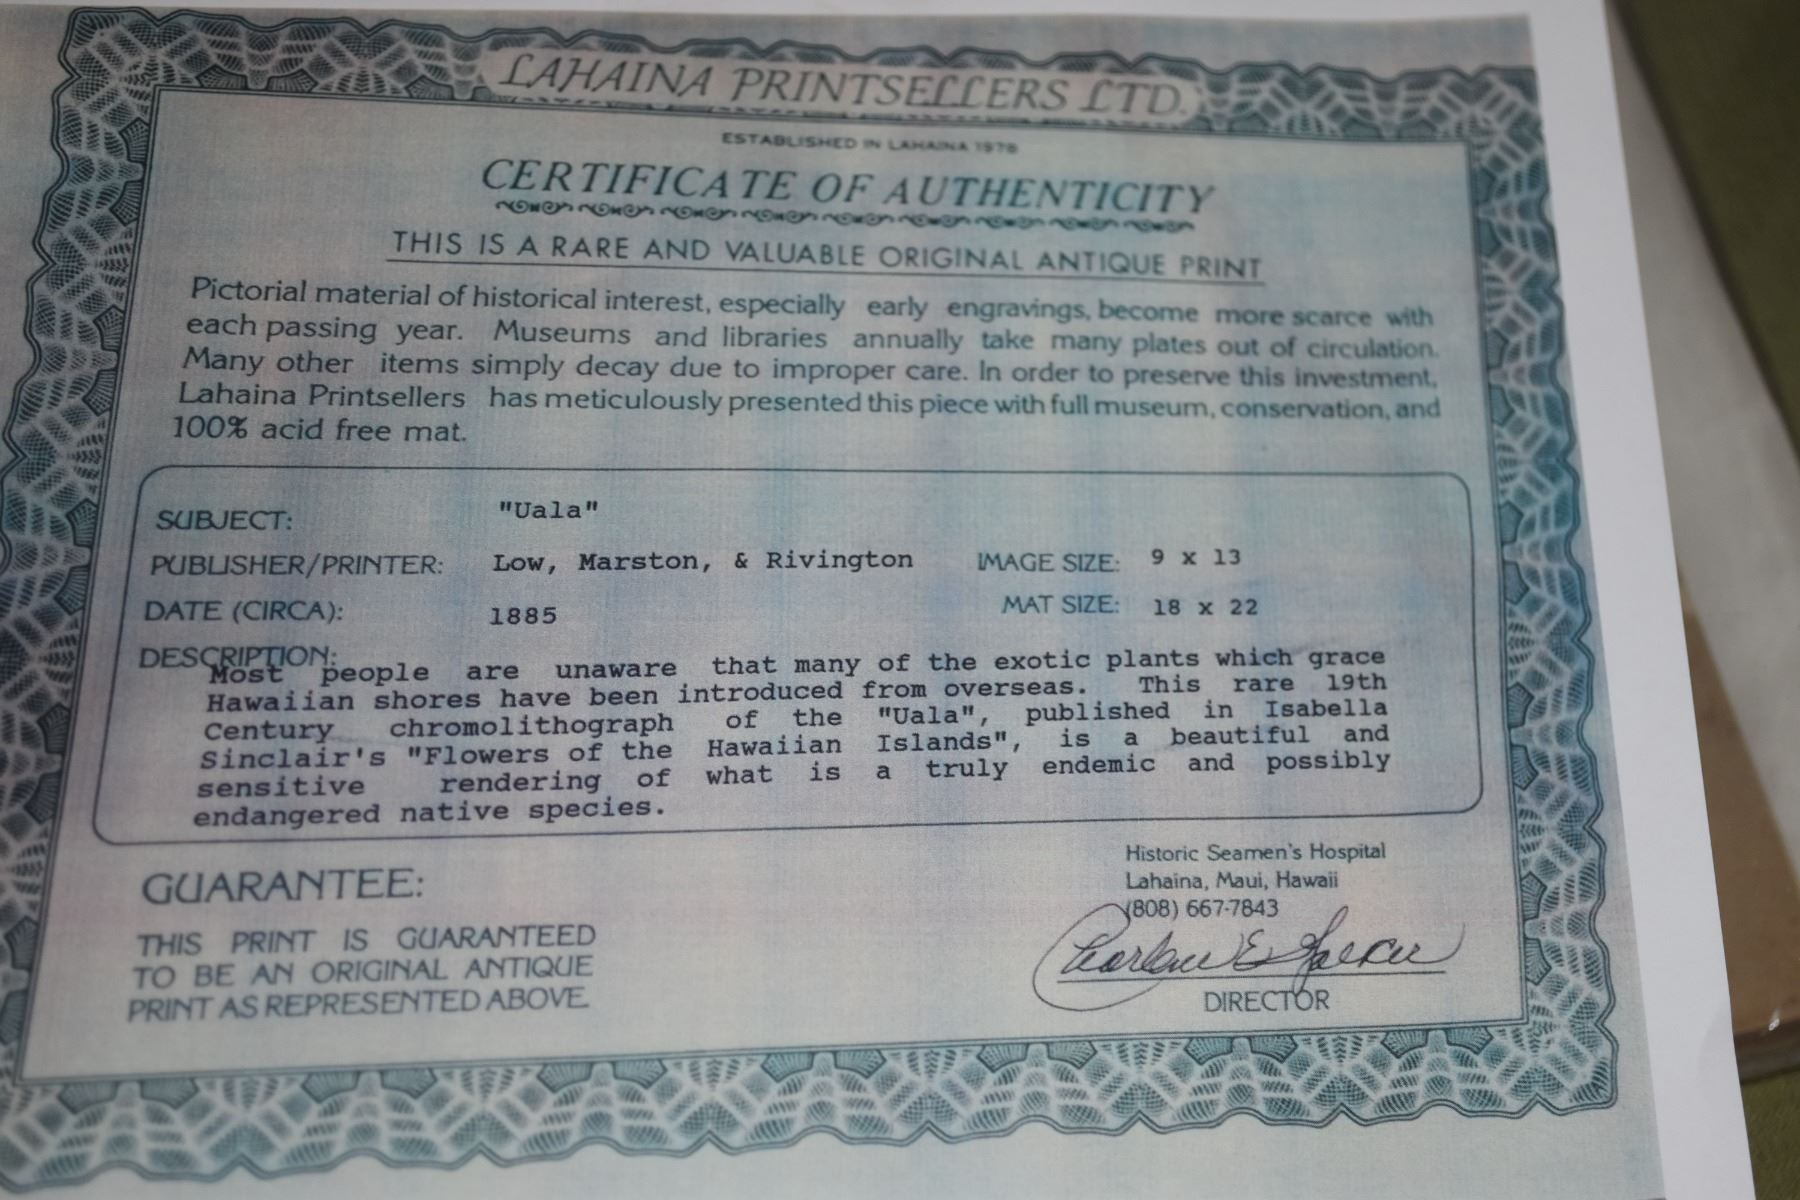 LAHAINA PRINTSELLERS LTD.
ESTABLISHED IN LAHAINA 1978
CERTIFICATE OF AUTHENTICITY
THIS IS A RARE AND VALUABLE ORIGINAL ANTIQUE PRINT
Pictorial material of historical interest, especially early engravings, become more scarce with
each passing year. Museums and libraries annually take many plates out of circulation.
Many other items simply decay due to improper care. In order to preserve this investment,
Lahaina Printsellers has meticulously presented this piece with full museum, conservation, and
100% acid free mat.
SUBJECT: "Uala"
PUBLISHER/PRINTER: Low, Marston, & Rivington IMAGE SIZE: 9 x 13
DATE (CIRCA): 1885 MAT SIZE: 18 x 22
DESCRIPTION:
Most people are unaware that many of the exotic plants which grace
Hawaiian shores have been introduced from overseas. This rare 19th
Century chromolithograph of the "Uala", published in Isabella
Sinclair's "Flowers of the Hawaiian Islands", is a beautiful and
sensitive rendering of what is a truly endemic and possibly
endangered native species.
GUARANTEE:
THIS PRINT IS GUARANTEED
TO BE AN ORIGINAL ANTIQUE
PRINT AS REPRESENTED ABOVE.
Historic Seamen's Hospital
Lahaina, Maui, Hawaii
(808) 667-7843
DIRECTOR